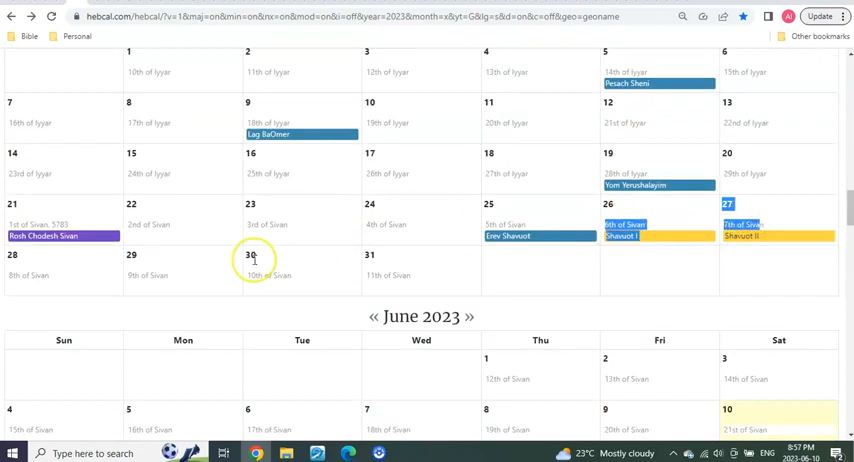 hebcal.com/hebcal/?v=1&maj=on&min=on&nx=on&mod=on&i=off&year=2023&month=x&yt=G&lg=s&d=on&c=off&geo=geoname
AI
Update
Bible
Personal
Other bookmarks
1 2 3 4 5 6
10th of Iyyar 11th of Iyyar 12th of Iyyar 13th of Iyyar 14th of Iyyar 15th of Iyyar
Pesach Sheni
7 8 9 10 11 12 13
16th of Iyyar 17th of Iyyar 18th of Iyyar 19th of Iyyar 20th of Iyyar 21st of Iyyar 22nd of Iyyar
Lag BaOmer
14 15 16 17 18 19 20
23rd of Iyyar 24th of Iyyar 25th of Iyyar 26th of Iyyar 27th of Iyyar 28th of Iyyar 29th of Iyyar
Yom Yerushalayim
21 22 23 24 25 26 27
1st of Sivan, 5783 2nd of Sivan 3rd of Sivan 4th of Sivan 5th of Sivan 6th of Sivan 7th of Sivan
Rosh Chodesh Sivan Erev Shavuot Shavuot I Shavuot II
28 29 30 31
8th of Sivan 9th of Sivan 10th of Sivan 11th of Sivan
« June 2023 »
Sun Mon Tue Wed Thu Fri Sat
1 2 3
12th of Sivan 13th of Sivan 14th of Sivan
4 5 6 7 8 9 10
15th of Sivan 16th of Sivan 17th of Sivan 18th of Sivan 19th of Sivan 20th of Sivan 21st of Sivan
Type here to search
23°C Mostly cloudy
ENG
8:57 PM
2023-06-10
2